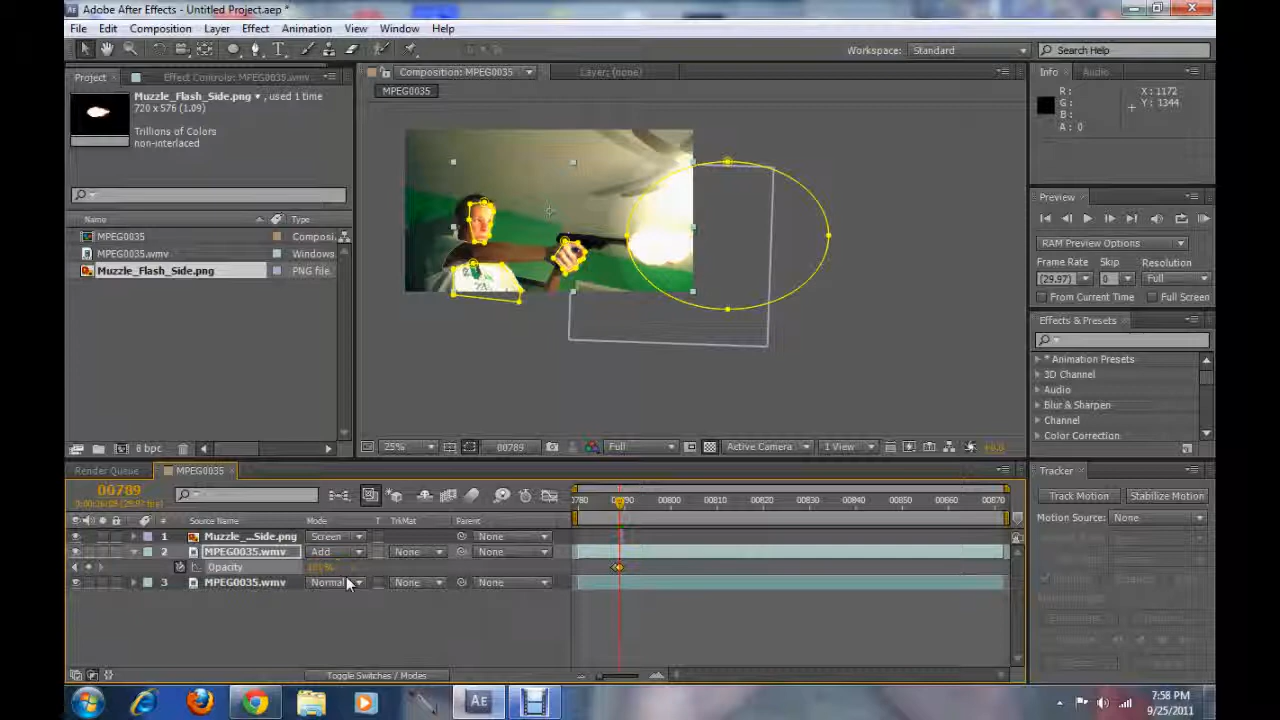 Adobe After Effects - Untitled Project.aep *
File Edit Composition Layer Effect Animation View Window Help
Workspace: Standard Search Help
Project Effect Controls: MPEG0035.wmv
Muzzle_Flash_Side.png , used 1 time
720 x 576 (1.09)
Trillions of Colors
non-interlaced
Name Type
MPEG0035 Composi...
MPEG0035.wmv Windows
Muzzle_Flash_Side.png PNG file
8 bpc
Composition: MPEG0035 Layer: (none)
MPEG0035
25% 00789 Full Active Camera 1 View +0.0
Info Audio
R : X : 1172
G : Y : 1344
B :
A : 0
Preview
RAM Preview Options
Frame Rate Skip Resolution
(29.97) 0 Full
From Current Time Full Screen
Effects & Presets
* Animation Presets
3D Channel
Audio
Blur & Sharpen
Channel
Color Correction
Render Queue MPEG0035
00789
# Source Name Mode T TrkMat Parent
0780 00790 00800 00810 00820 00830 00840 00850 00860 00870
1 Muzzle_...Side.png Screen None
2 MPEG0035.wmv Add None None
Opacity
3 MPEG0035.wmv Normal None None
Toggle Switches / Modes
Tracker
Track Motion Stabilize Motion
Motion Source: None
7:58 PM
9/25/2011